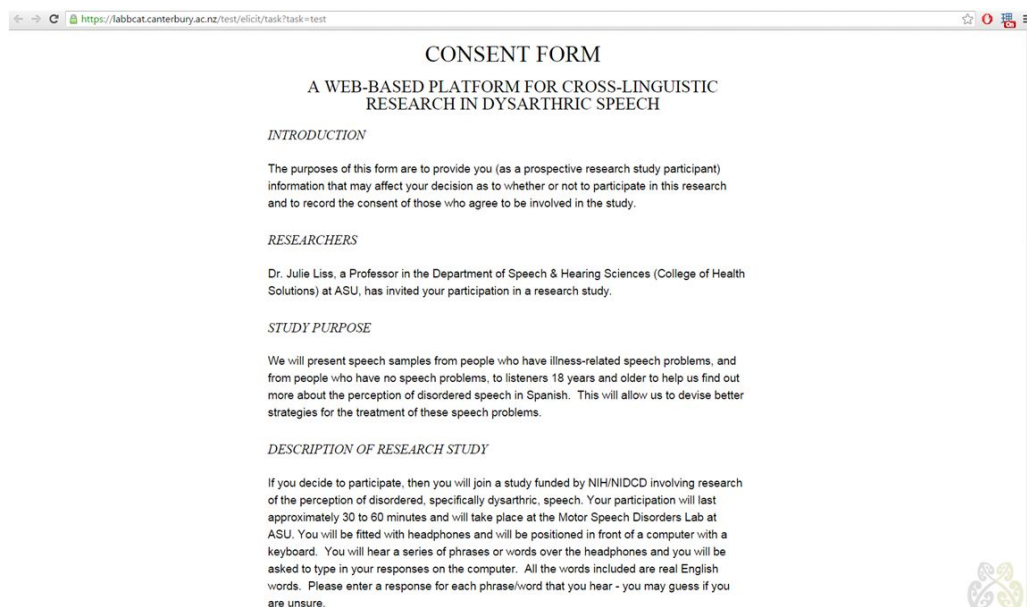 https://labbcat.canterbury.ac.nz/test/elicit/task?task=test
CONSENT FORM
A WEB-BASED PLATFORM FOR CROSS-LINGUISTIC
RESEARCH IN DYSARTHRIC SPEECH
INTRODUCTION
The purposes of this form are to provide you (as a prospective research study participant)
information that may affect your decision as to whether or not to participate in this research
and to record the consent of those who agree to be involved in the study.
RESEARCHERS
Dr. Julie Liss, a Professor in the Department of Speech & Hearing Sciences (College of Health
Solutions) at ASU, has invited your participation in a research study.
STUDY PURPOSE
We will present speech samples from people who have illness-related speech problems, and
from people who have no speech problems, to listeners 18 years and older to help us find out
more about the perception of disordered speech in Spanish.  This will allow us to devise better
strategies for the treatment of these speech problems.
DESCRIPTION OF RESEARCH STUDY
If you decide to participate, then you will join a study funded by NIH/NIDCD involving research
of the perception of disordered, specifically dysarthric, speech. Your participation will last
approximately 30 to 60 minutes and will take place at the Motor Speech Disorders Lab at
ASU. You will be fitted with headphones and will be positioned in front of a computer with a
keyboard.  You will hear a series of phrases or words over the headphones and you will be
asked to type in your responses on the computer.  All the words included are real English
words.  Please enter a response for each phrase/word that you hear - you may guess if you
are unsure.